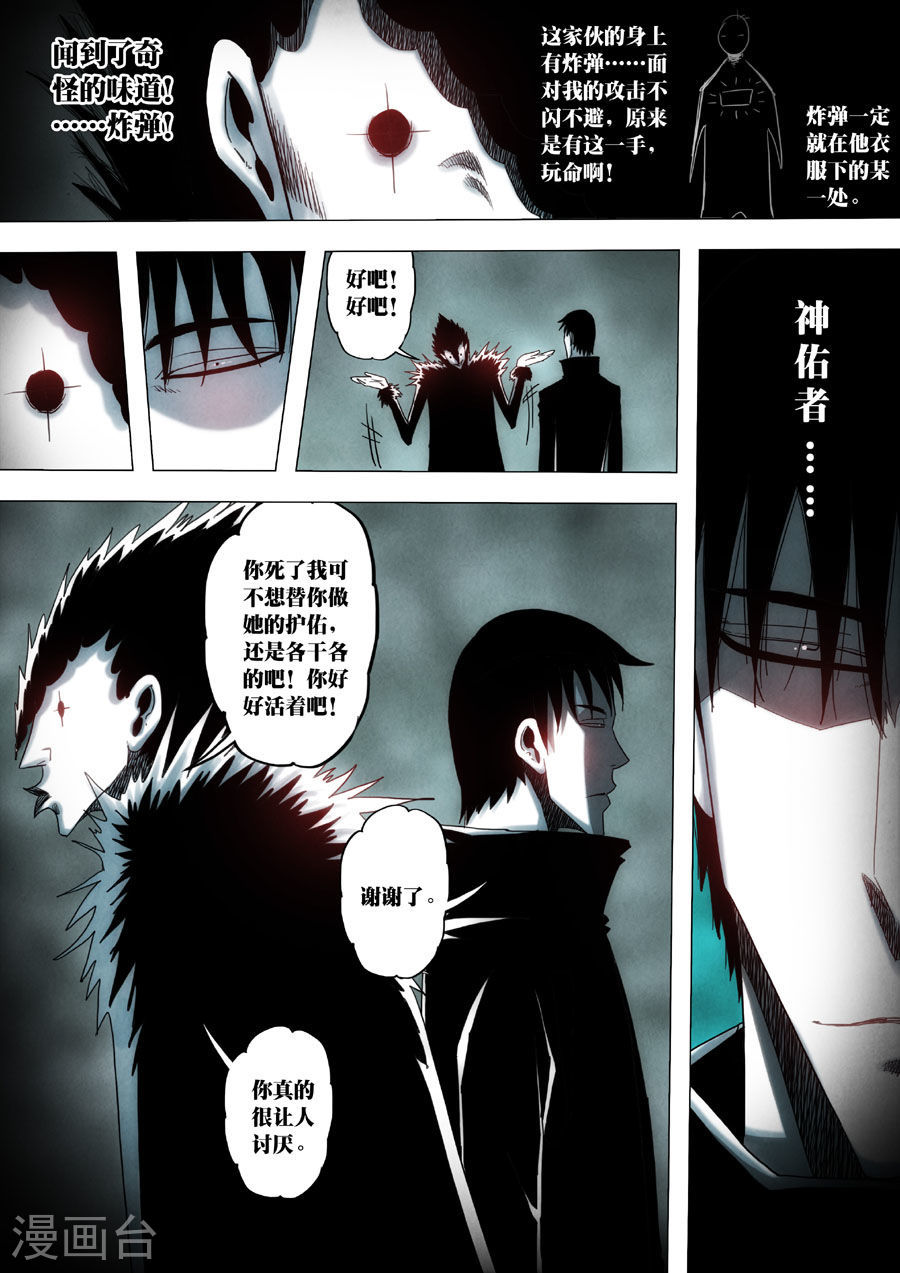 闻到了奇
怪的味道！
……炸弹！
这家伙的身上
有炸弹……面
对我的攻击不
闪不避，原来
是有这一手，
玩命啊！
炸弹一定
就在他衣
服下的某
一处。
好吧！
好吧！
神佑者……
你死了我可
不想替你做
她的护佑，
还是各干各
的吧！你好
好活着吧！
谢谢了。
你真的
很让人
讨厌。
漫画台